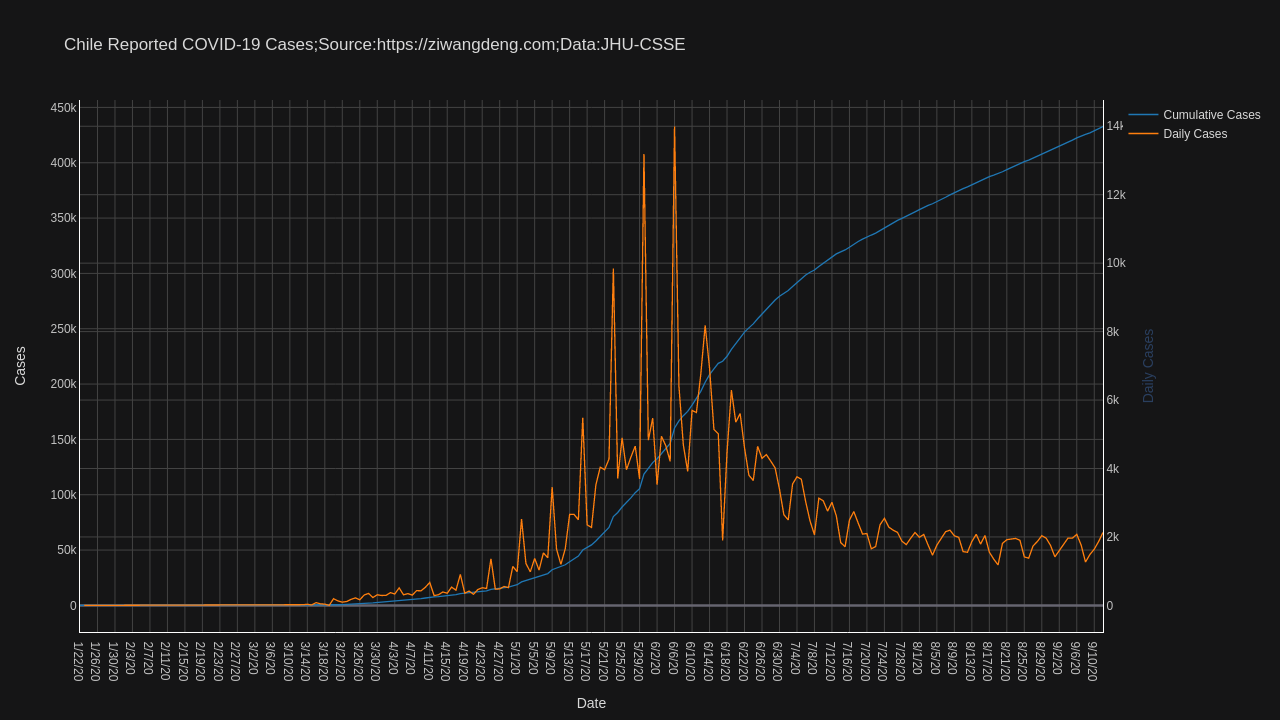 Chile Reported COVID-19 Cases;Source:https://ziwangdeng.com;Data:JHU-CSSE
Cumulative Cases
Daily Cases
450k
400k
350k
300k
250k
200k
150k
100k
50k
0
Cases
14k
12k
10k
8k
6k
4k
2k
0
Daily Cases
1/22/20
1/26/20
1/30/20
2/3/20
2/7/20
2/11/20
2/15/20
2/19/20
2/23/20
2/27/20
3/2/20
3/6/20
3/10/20
3/14/20
3/18/20
3/22/20
3/26/20
3/30/20
4/3/20
4/7/20
4/11/20
4/15/20
4/19/20
4/23/20
4/27/20
5/1/20
5/5/20
5/9/20
5/13/20
5/17/20
5/21/20
5/25/20
5/29/20
6/2/20
6/6/20
6/10/20
6/14/20
6/18/20
6/22/20
6/26/20
6/30/20
7/4/20
7/8/20
7/12/20
7/16/20
7/20/20
7/24/20
7/28/20
8/1/20
8/5/20
8/9/20
8/13/20
8/17/20
8/21/20
8/25/20
8/29/20
9/2/20
9/6/20
9/10/20
Date